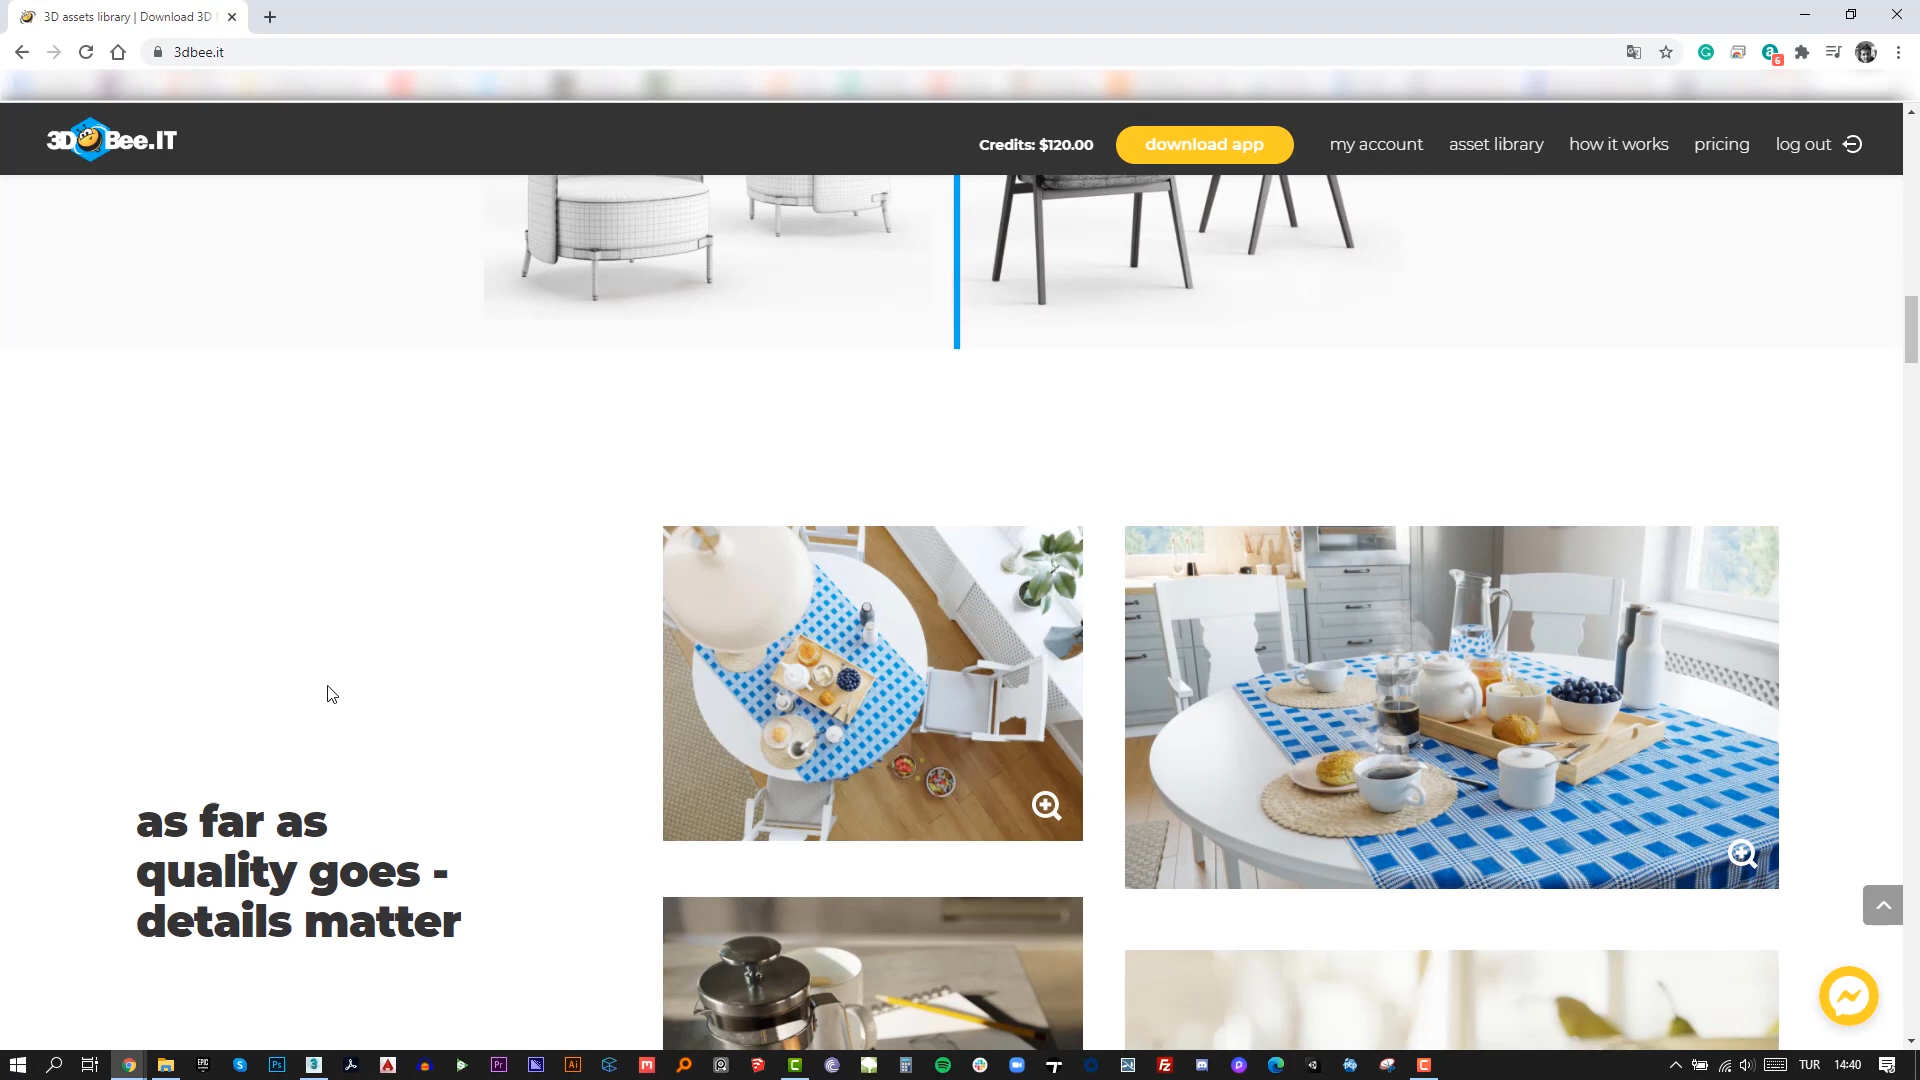 3D assets library | Download 3D
3dbee.it
6
3D Bee.IT
Credits: $120.00
download app
my account
asset library
how it works
pricing
log out
as far as
quality goes -
details matter
TUR
14:40